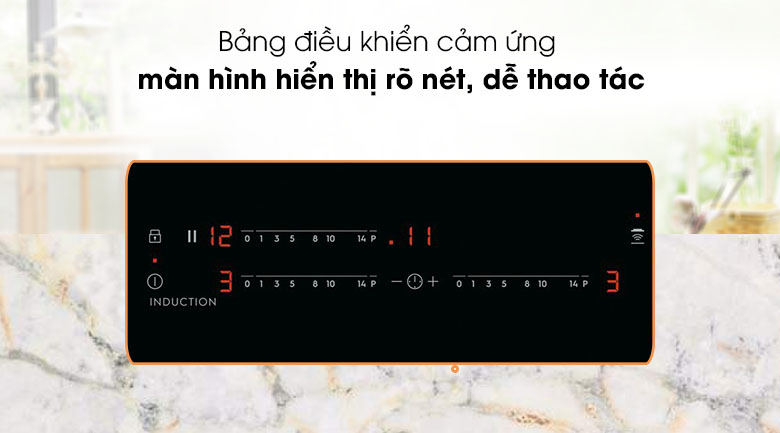 Bảng điều khiển cảm ứng
màn hình hiển thị rõ nét, dễ thao tác
12 0 1 3 5 8 10 14 P .11
3 0 1 3 5 8 10 14 P − + 0 1 3 5 8 10 14 P 3
INDUCTION